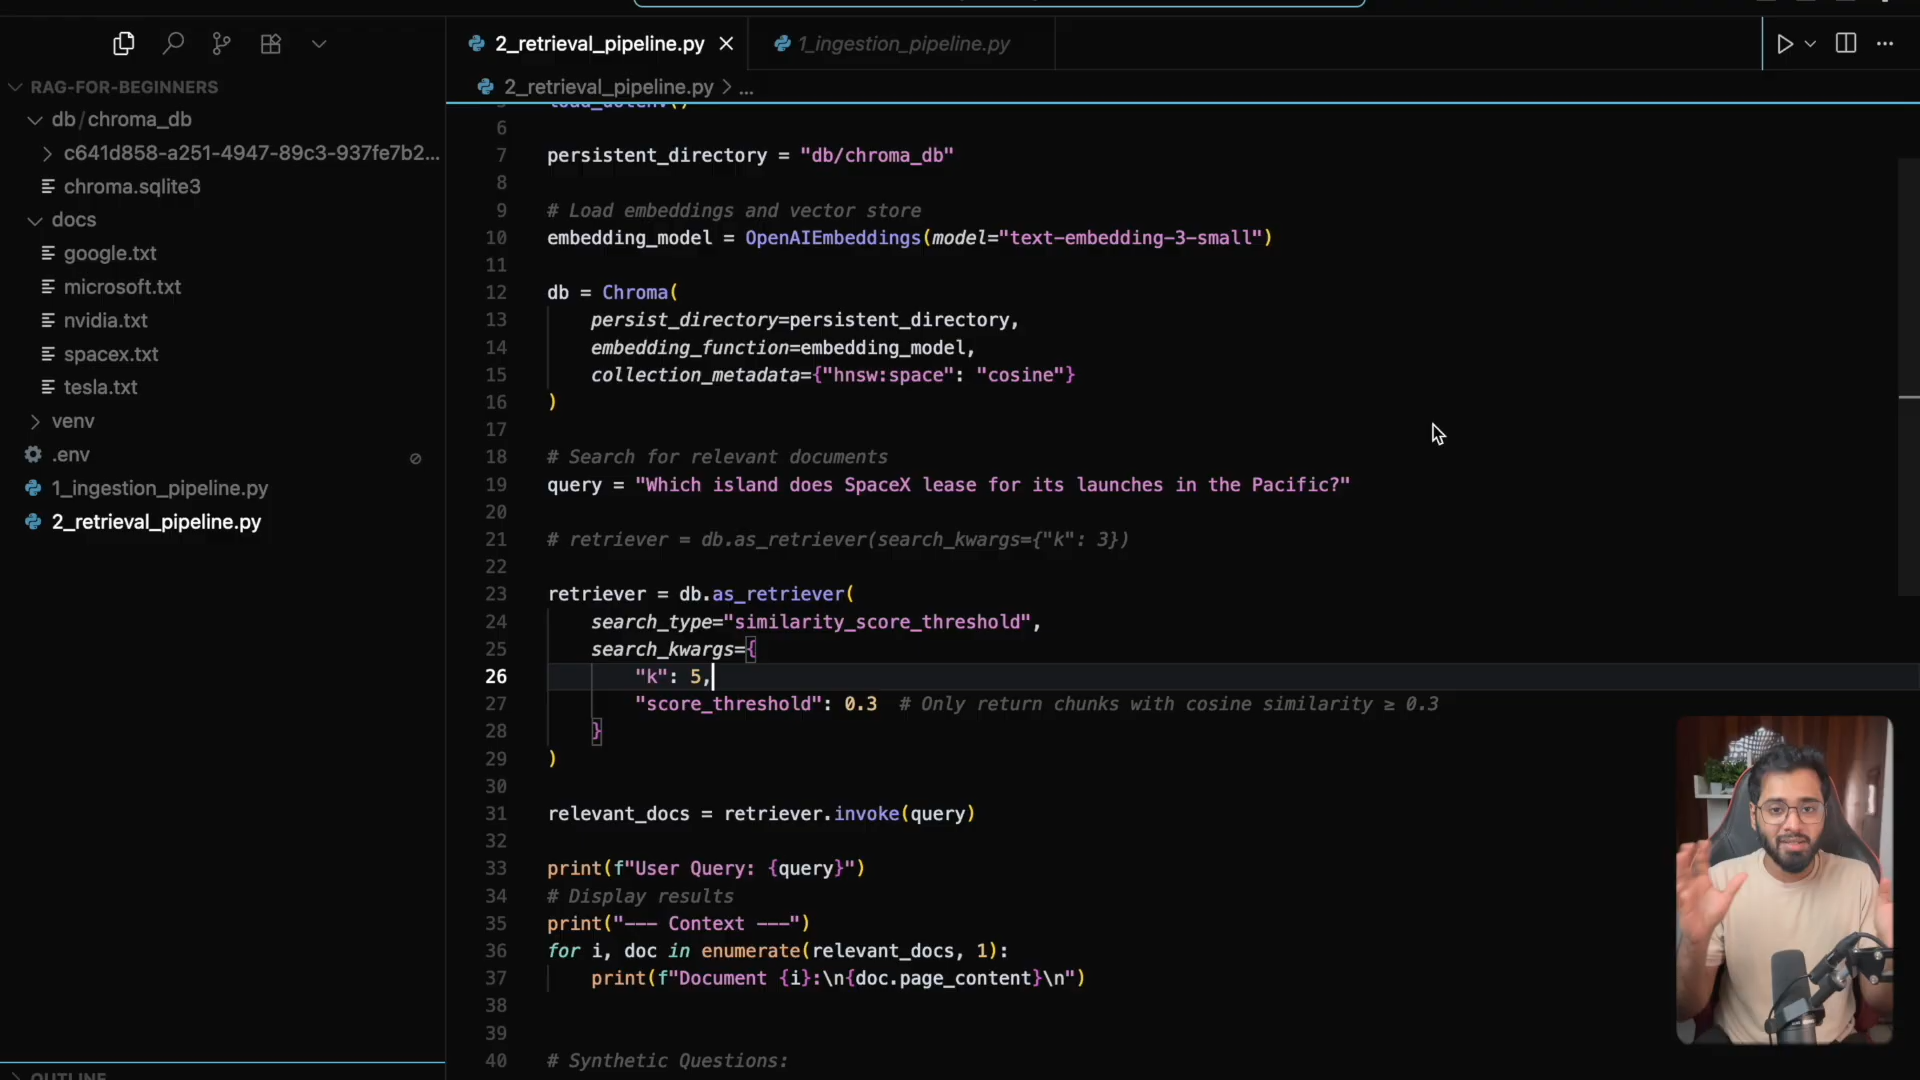 2_retrieval_pipeline.py
1_ingestion_pipeline.py
RAG-FOR-BEGINNERS
db/chroma_db
c641d858-a251-4947-89c3-937fe7b2...
chroma.sqlite3
docs
google.txt
microsoft.txt
nvidia.txt
spacex.txt
tesla.txt
venv
.env
1_ingestion_pipeline.py
2_retrieval_pipeline.py
OUTLINE
2_retrieval_pipeline.py > ...
5 load_dotenv()
6
7 persistent_directory = "db/chroma_db"
8
9 # Load embeddings and vector store
10 embedding_model = OpenAIEmbeddings(model="text-embedding-3-small")
11
12 db = Chroma(
13 persist_directory=persistent_directory,
14 embedding_function=embedding_model,
15 collection_metadata={"hnsw:space": "cosine"}
16 )
17
18 # Search for relevant documents
19 query = "Which island does SpaceX lease for its launches in the Pacific?"
20
21 # retriever = db.as_retriever(search_kwargs={"k": 3})
22
23 retriever = db.as_retriever(
24 search_type="similarity_score_threshold",
25 search_kwargs={
26 "k": 5,
27 "score_threshold": 0.3 # Only return chunks with cosine similarity ≥ 0.3
28 }
29 )
30
31 relevant_docs = retriever.invoke(query)
32
33 print(f"User Query: {query}")
34 # Display results
35 print("--- Context ---")
36 for i, doc in enumerate(relevant_docs, 1):
37 print(f"Document {i}:\n{doc.page_content}\n")
38
39
40 # Synthetic Questions: